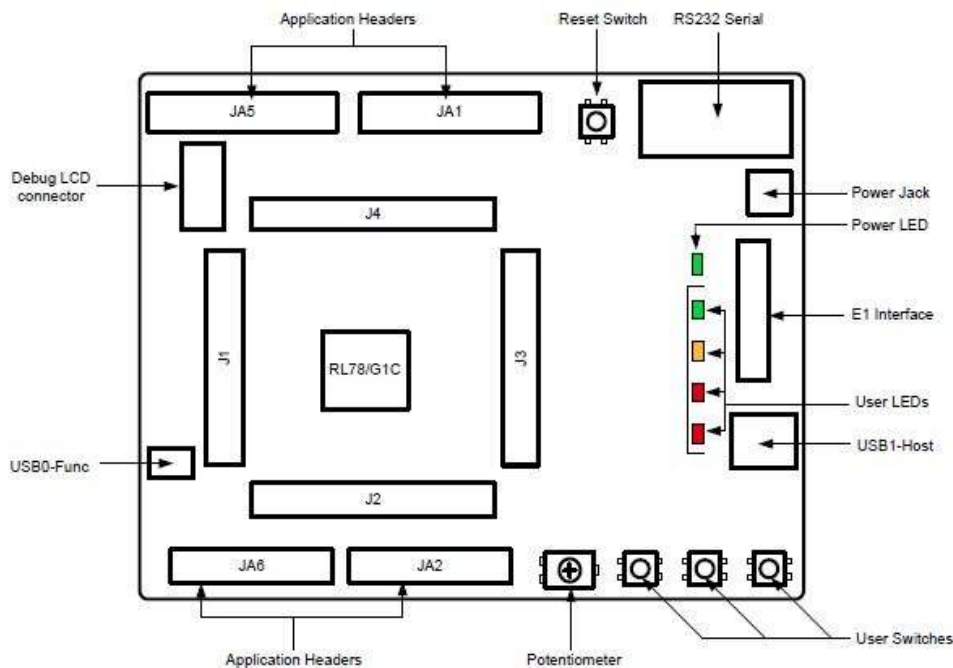 Application Headers
Reset Switch
RS232 Serial
JA5
JA1
Debug LCD
connector
J4
Power Jack
Power LED
E1 Interface
J1
RL78/G1C
J3
User LEDs
USB0-Func
USB1-Host
J2
JA6
JA2
User Switches
Application Headers
Potentiometer